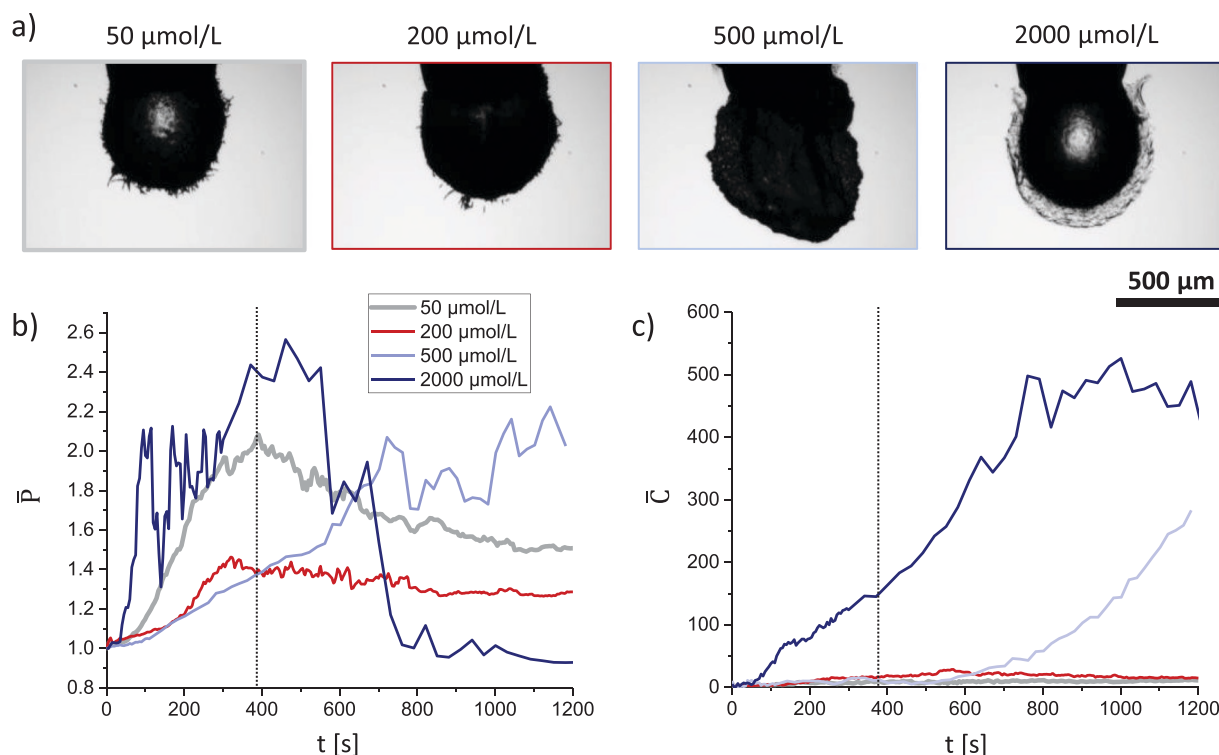 a)
50 μmol/L
200 μmol/L
500 μmol/L
2000 μmol/L
500 μm
b)
50 μmol/L
200 μmol/L
500 μmol/L
2000 μmol/L
P̄
2.6
2.4
2.2
2.0
1.8
1.6
1.4
1.2
1.0
0.8
0 200 400 600 800 1000 1200
t [s]
c)
C̄
600
500
400
300
200
100
0
0 200 400 600 800 1000 1200
t [s]